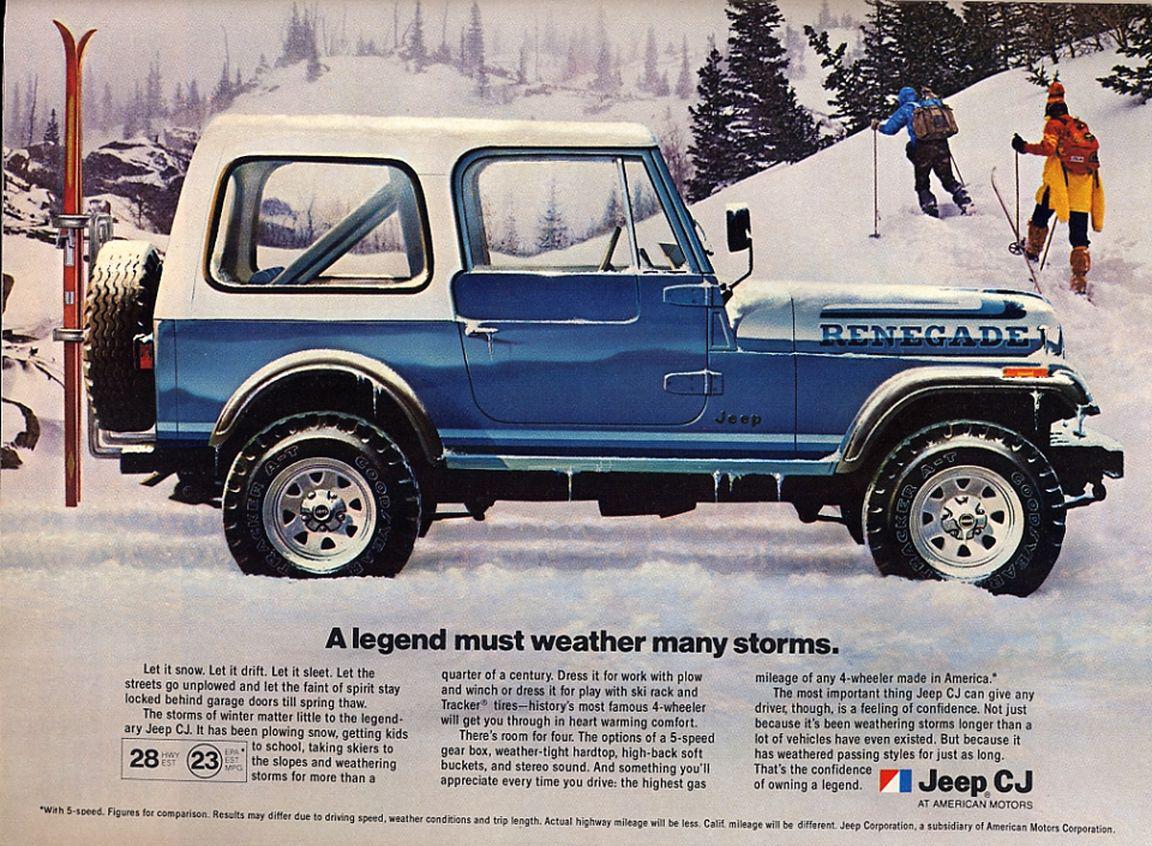 RENEGADE
Jeep
TRACKER A-T GOODYEAR
TRACKER A-T GOODYEAR
A legend must weather many storms.
Let it snow. Let it drift. Let it sleet. Let the
streets go unplowed and let the faint of spirit stay
locked behind garage doors till spring thaw.
The storms of winter matter little to the legend-
ary Jeep CJ. It has been plowing snow, getting kids
to school, taking skiers to
the slopes and weathering
storms for more than a
28 HWY EST 23 EPA* EST MPG
quarter of a century. Dress it for work with plow
and winch or dress it for play with ski rack and
Tracker® tires—history's most famous 4-wheeler
will get you through in heart warming comfort.
There's room for four. The options of a 5-speed
gear box, weather-tight hardtop, high-back soft
buckets, and stereo sound. And something you'll
appreciate every time you drive: the highest gas
mileage of any 4-wheeler made in America.*
The most important thing Jeep CJ can give any
driver, though, is a feeling of confidence. Not just
because it's been weathering storms longer than a
lot of vehicles have even existed. But because it
has weathered passing styles for just as long.
That's the confidence
of owning a legend.
Jeep® CJ
AT AMERICAN MOTORS
*With 5-speed. Figures for comparison. Results may differ due to driving speed, weather conditions and trip length. Actual highway mileage will be less. Calif. mileage will be different. Jeep Corporation, a subsidiary of American Motors Corporation.